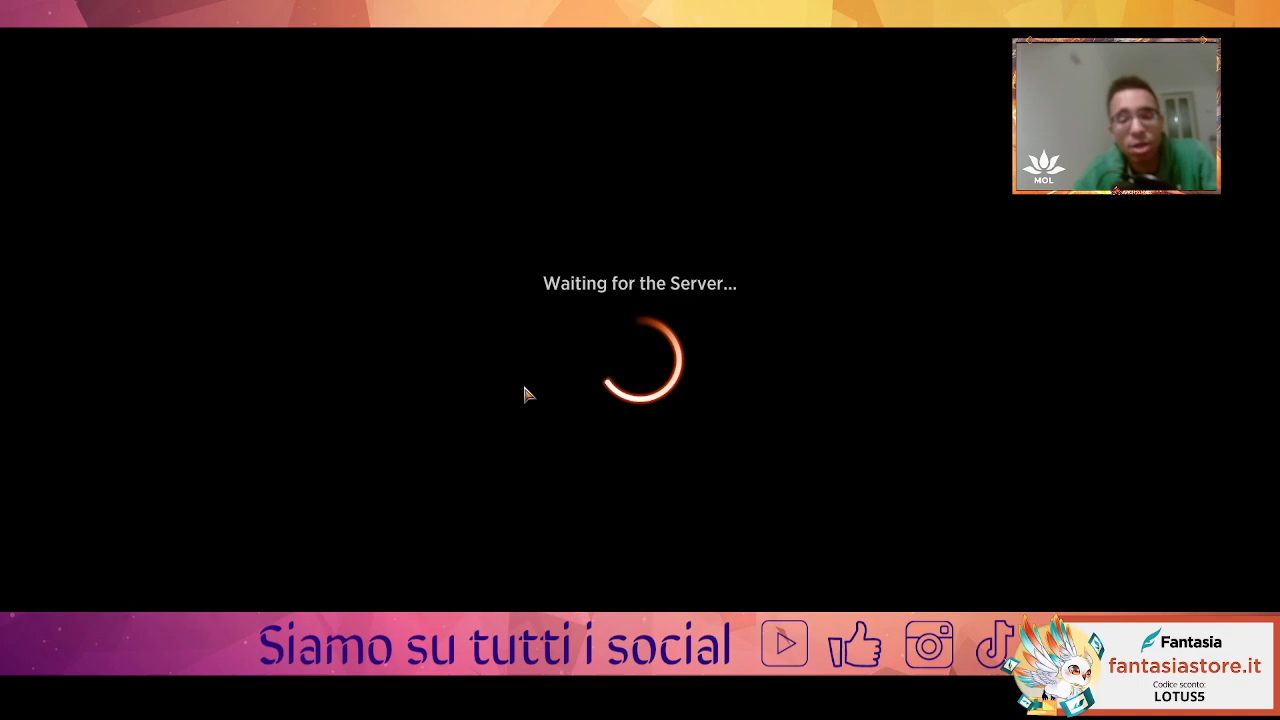 MOL
Waiting for the Server...
Siamo su tutti i social
Fantasia
fantasiastore.it
Codice sconto:
LOTUS5